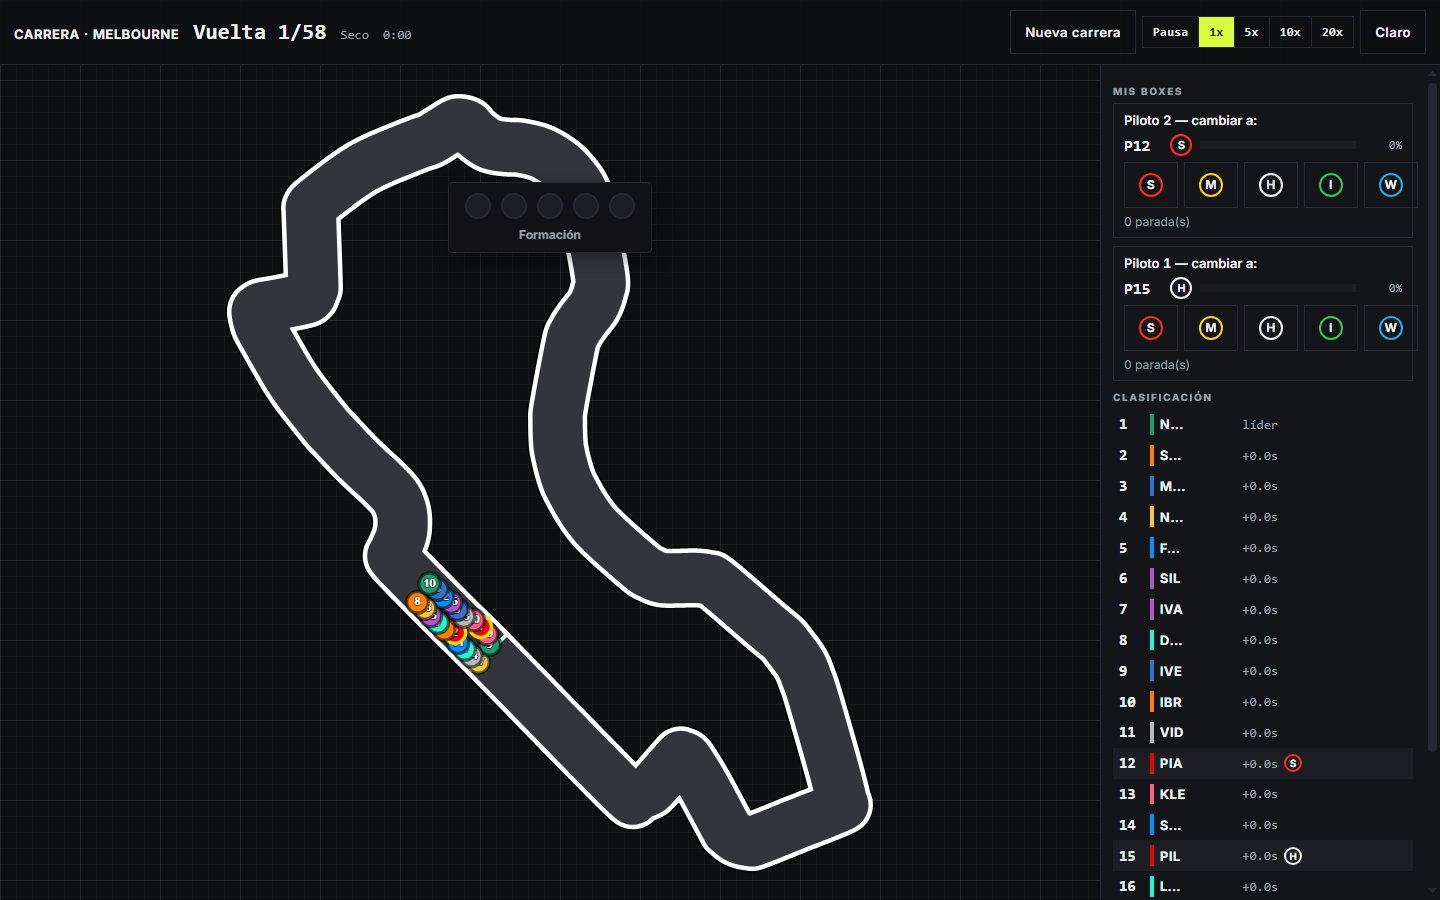 CARRERA · MELBOURNE Vuelta 1/58 Seco 0:00
Nueva carrera Pausa 1x 5x 10x 20x Claro
MIS BOXES
Piloto 2 — cambiar a:
P12 S 0%
S M H I W
0 parada(s)
Piloto 1 — cambiar a:
P15 H 0%
S M H I W
0 parada(s)
CLASIFICACIÓN
1 N... líder
2 S... +0.0s
3 M... +0.0s
4 N... +0.0s
5 F... +0.0s
6 SIL +0.0s
7 IVA +0.0s
8 D... +0.0s
9 IVE +0.0s
10 IBR +0.0s
11 VID +0.0s
12 PIA +0.0s S
13 KLE +0.0s
14 S... +0.0s
15 PIL +0.0s H
16 L... +0.0s
Formación
10
8